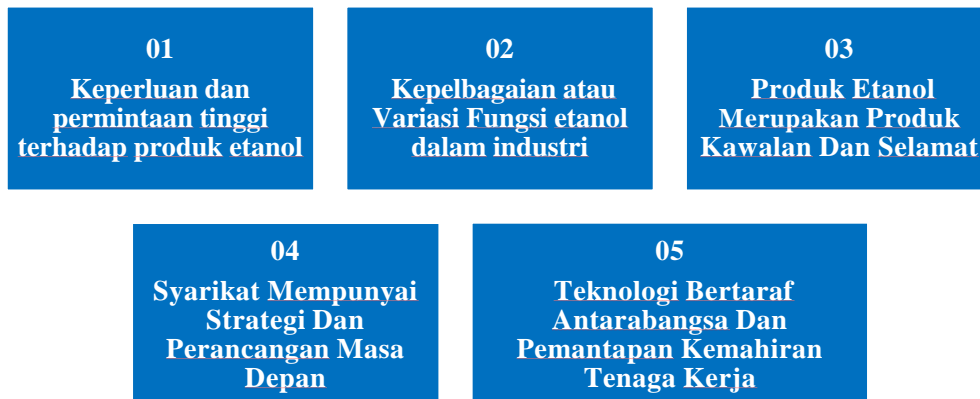 01
Keperluan dan
permintaan tinggi
terhadap produk etanol
02
Kepelbagaian atau
Variasi Fungsi etanol
dalam industri
03
Produk Etanol
Merupakan Produk
Kawalan Dan Selamat
04
Syarikat Mempunyai
Strategi Dan
Perancangan Masa
Depan
05
Teknologi Bertaraf
Antarabangsa Dan
Pemantapan Kemahiran
Tenaga Kerja